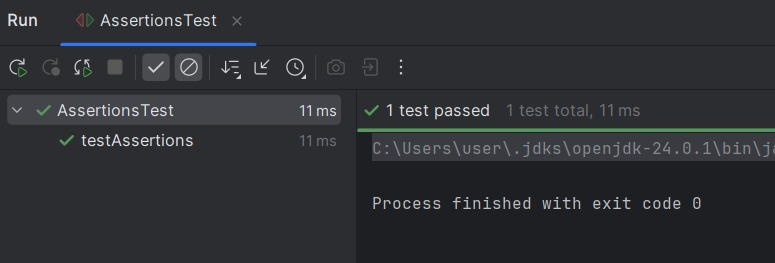 Run AssertionsTest
AssertionsTest 11 ms
testAssertions 11 ms
1 test passed 1 test total, 11 ms
C:\Users\user\.jdks\openjdk-24.0.1\bin\ja
Process finished with exit code 0